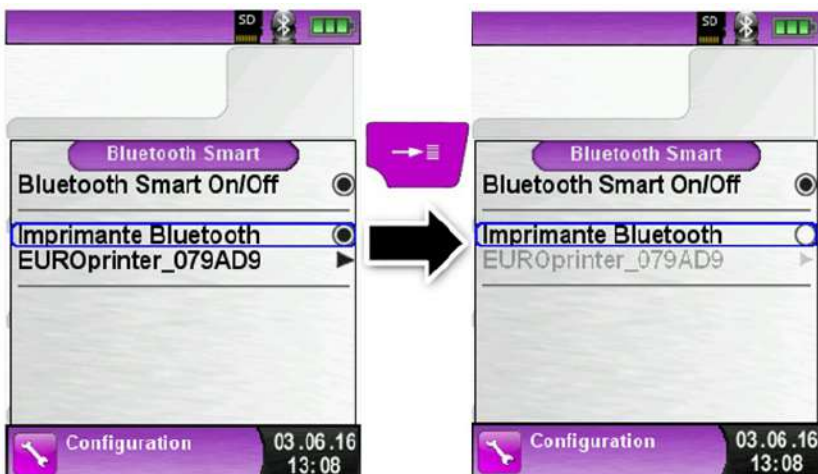 SD
Bluetooth Smart
Bluetooth Smart On/Off
Imprimante Bluetooth
EUROprinter_079AD9
Configuration
03.06.16
13:08
SD
Bluetooth Smart
Bluetooth Smart On/Off
Imprimante Bluetooth
EUROprinter_079AD9
Configuration
03.06.16
13:08